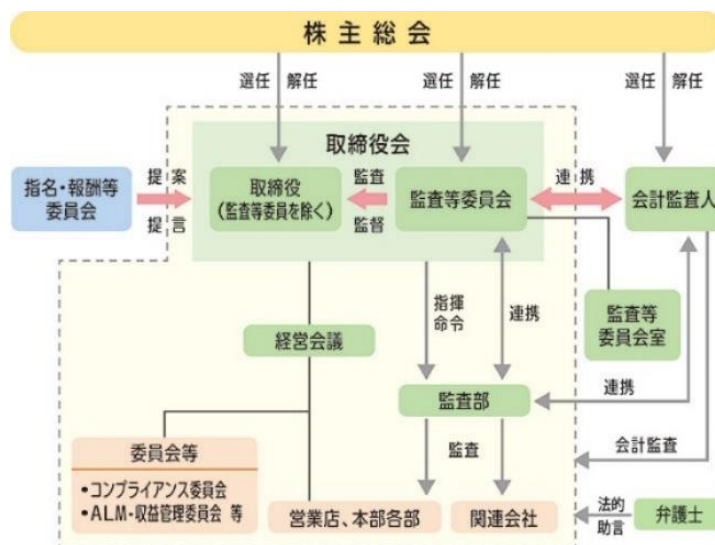 株主総会
選任 解任
選任 解任
選任 解任
取締役会
指名・報酬等
委員会
提案
提言
取締役
(監査等委員を除く)
監査
監督
監査等委員会
連携
会計監査人
指揮
命令
連携
監査等
委員会室
経営会議
監査部
連携
委員会等
•コンプライアンス委員会
•ALM・収益管理委員会 等
監査
会計監査
営業店、本部各部
関連会社
法的
助言
弁護士